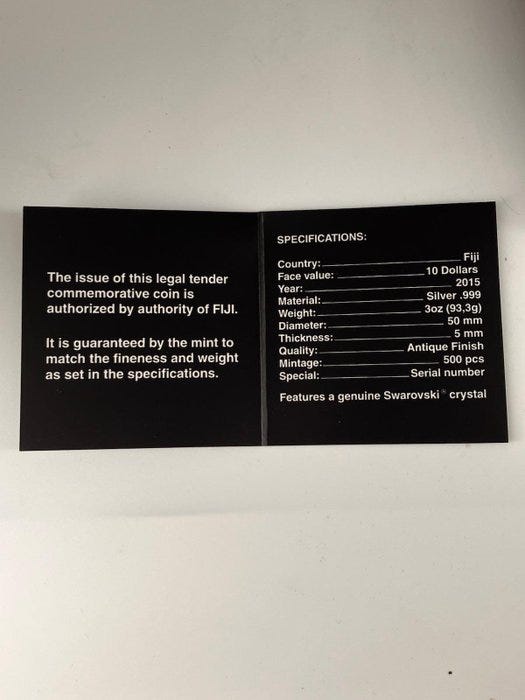 The issue of this legal tender
commemorative coin is
authorized by authority of FIJI.
It is guaranteed by the mint to
match the fineness and weight
as set in the specifications.
SPECIFICATIONS:
Country: Fiji
Face value: 10 Dollars
Year: 2015
Material: Silver .999
Weight: 3oz (93,3g)
Diameter: 50 mm
Thickness: 5 mm
Quality: Antique Finish
Mintage: 500 pcs
Special: Serial number
Features a genuine Swarovski® crystal